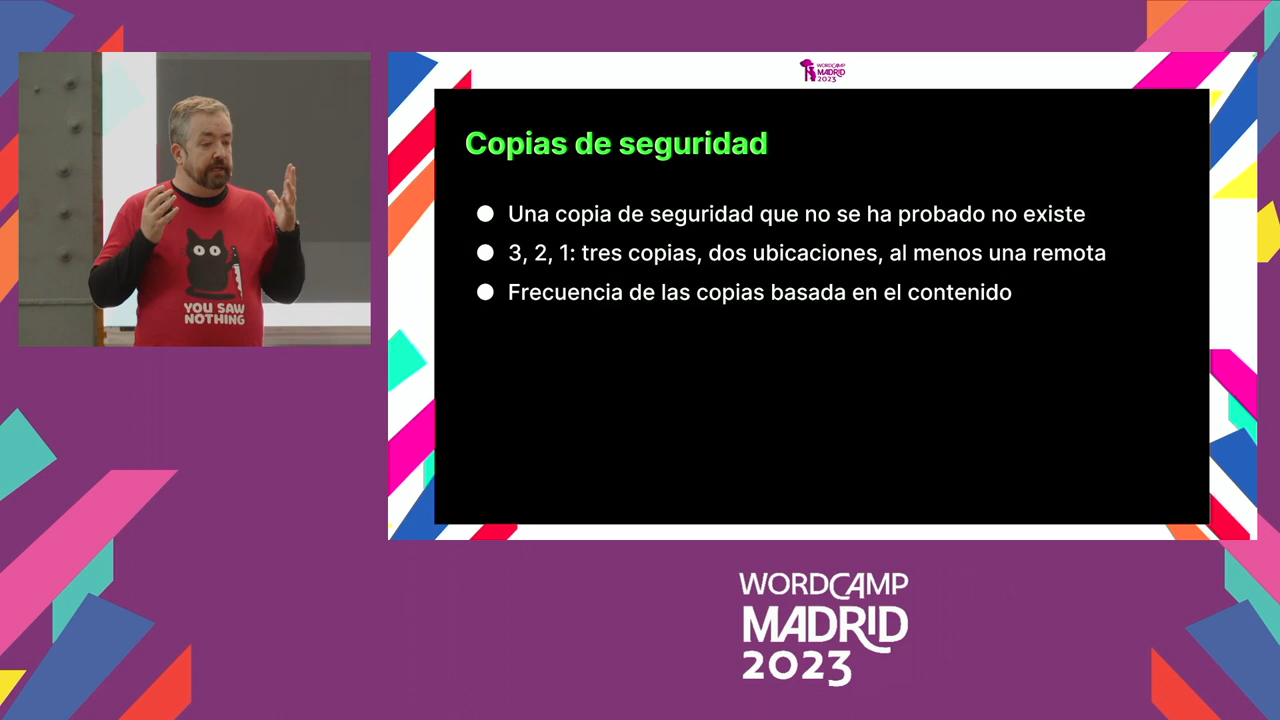 YOU SAW
NOTHING
WORDCAMP
MADRID
2023
Copias de seguridad
Una copia de seguridad que no se ha probado no existe
3, 2, 1: tres copias, dos ubicaciones, al menos una remota
Frecuencia de las copias basada en el contenido
WORDCAMP
MADRID
2023